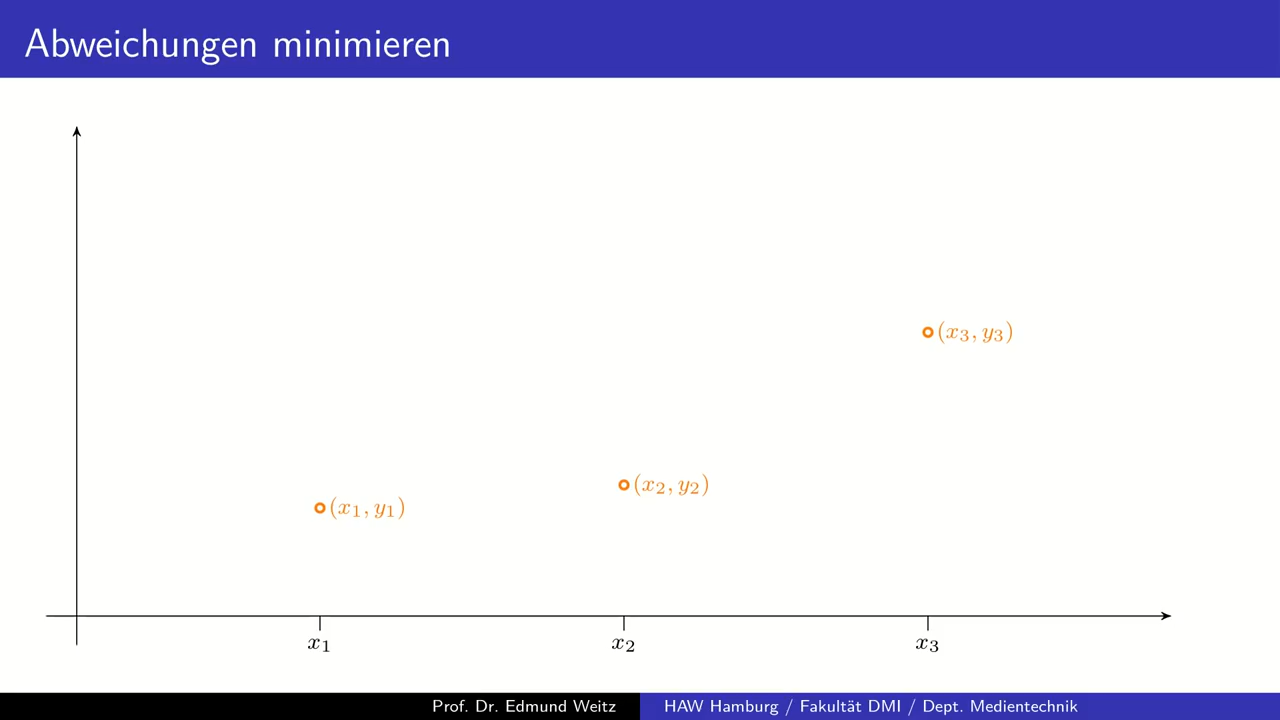 Abweichungen minimieren
(x₃, y₃)
(x₂, y₂)
(x₁, y₁)
x₁ x₂ x₃
Prof. Dr. Edmund Weitz HAW Hamburg / Fakultät DMI / Dept. Medientechnik